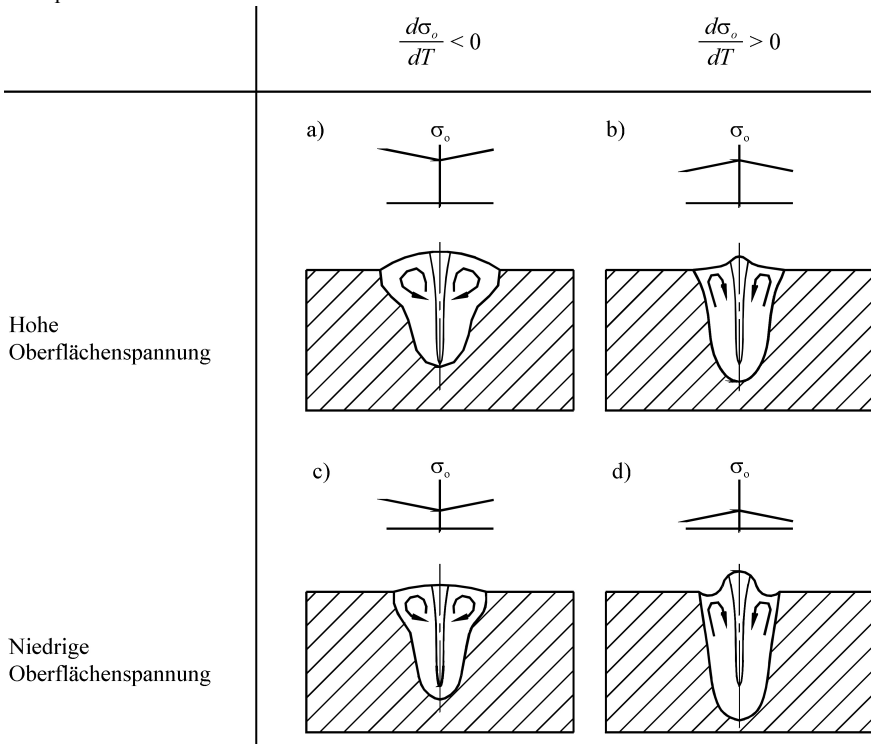 dσₒ/dT < 0
dσₒ/dT > 0
a) σₒ
b) σₒ
Hohe
Oberflächenspannung
c) σₒ
d) σₒ
Niedrige
Oberflächenspannung